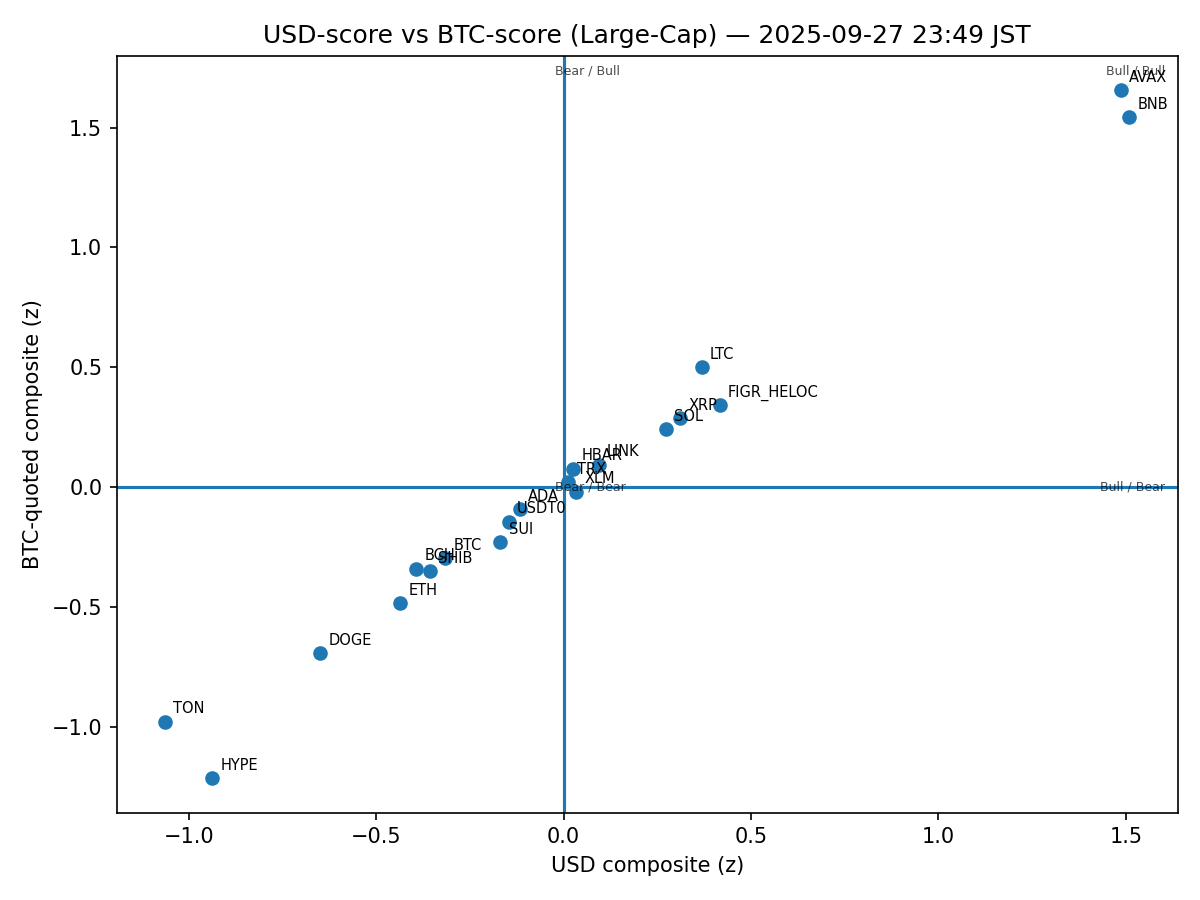 USD-score vs BTC-score (Large-Cap) — 2025-09-27 23:49 JST
Bear / Bull
Bull / Bull
AVAX
BNB
1.5
1.0
LTC
0.5
FIGR_HELOC
XRP
SOL
LINK
HBAR
TRX
XLM
0.0
Bear / Bear
Bull / Bear
ADA
USDT0
SUI
BTC
BCH
SHIB
ETH
−0.5
DOGE
TON
−1.0
HYPE
−1.0
−0.5
0.0
0.5
1.0
1.5
USD composite (z)
BTC-quoted composite (z)